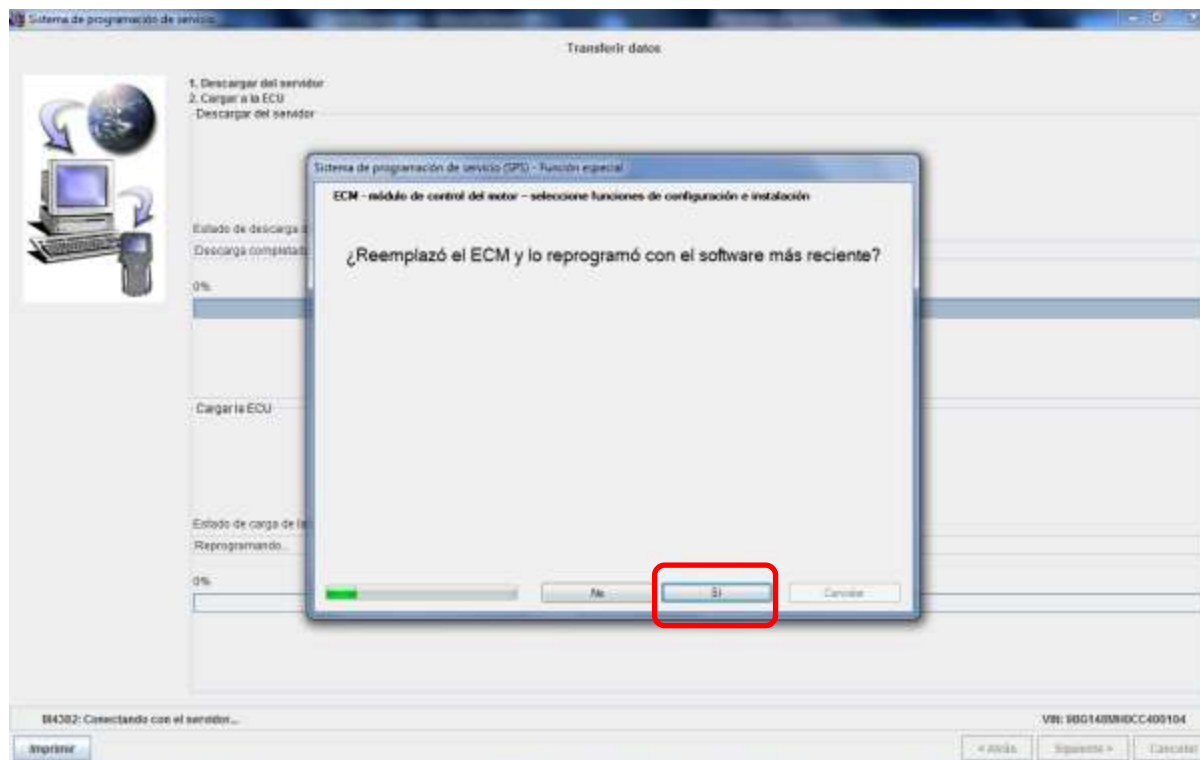 Sistema de programación de servicio
Transferir datos
1. Descargar del servidor
2. Cargar a la ECU
Descargar del servidor
Sistema de programación de servicio (SPS) - Función especial
ECM - módulo de control del motor - seleccione funciones de configuración e instalación
¿Reemplazó el ECM y lo reprogramó con el software más reciente?
Estado de descarga
Descarga completada
0%
Cargar la ECU
Estado de carga de la
Reprogramando...
0%
No
Sí
Cancelar
Conectando con el servidor...
VIN:
Imprimir
< Atrás
Siguiente >
Cancelar